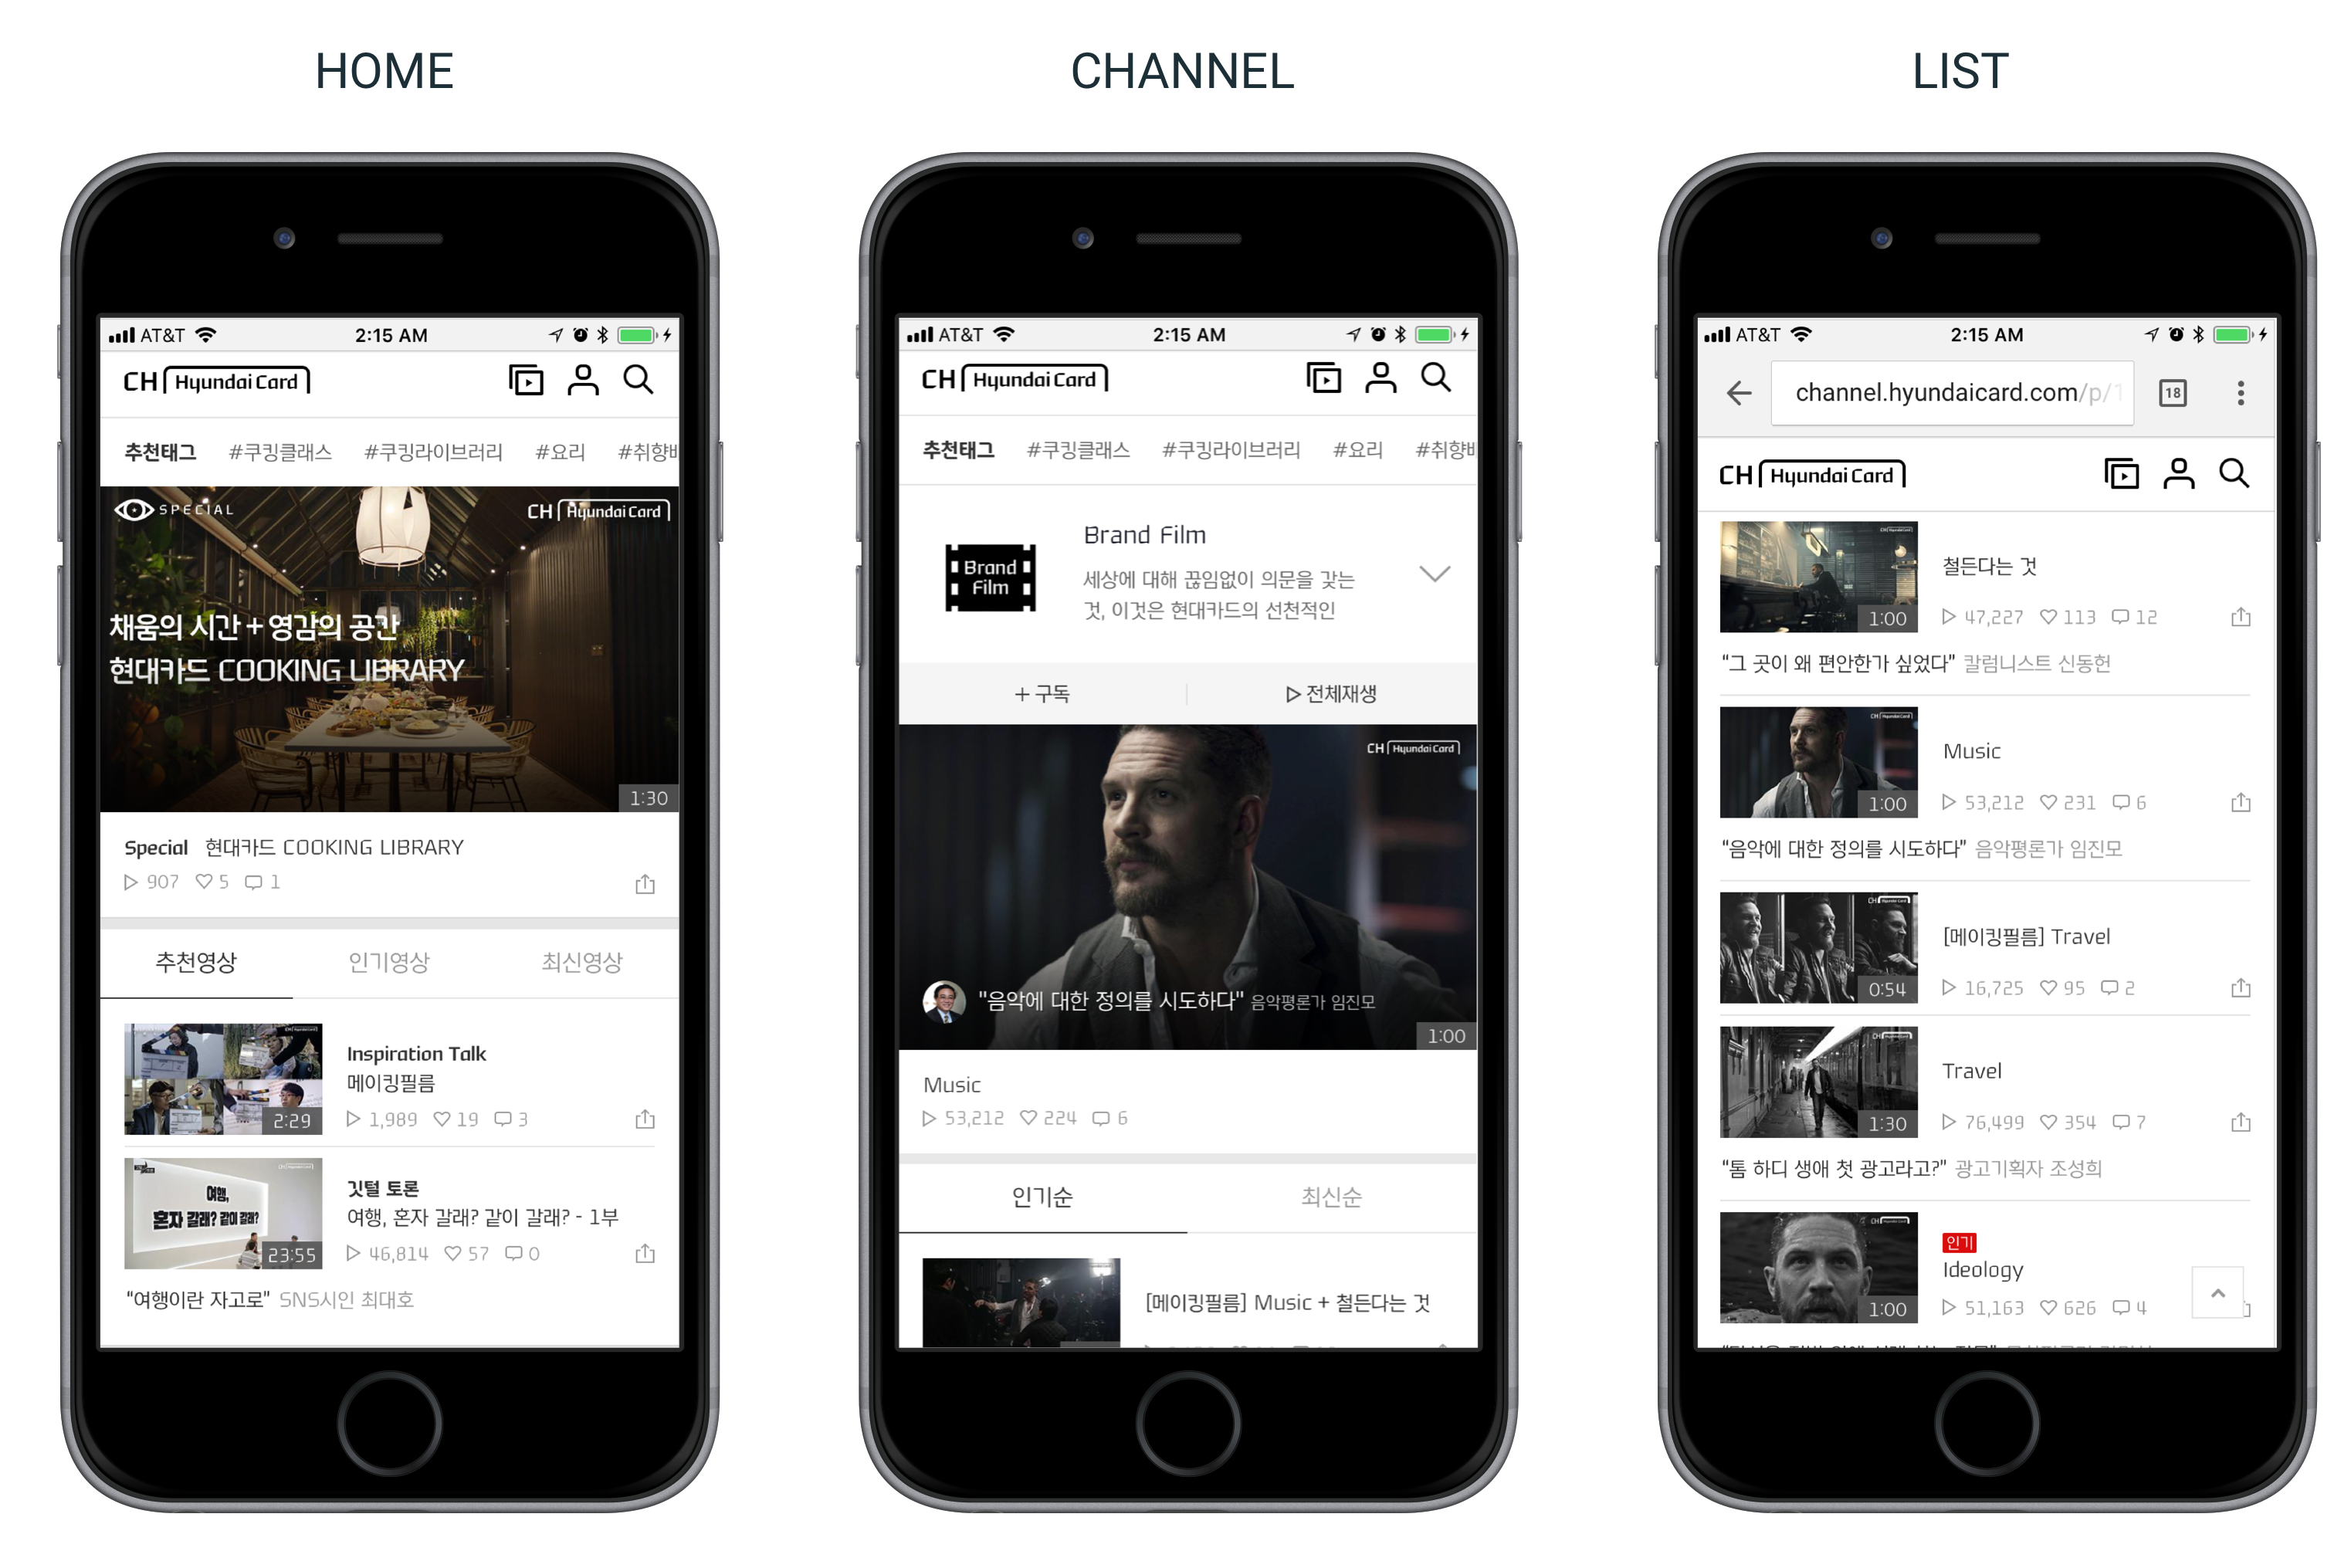 HOME
CHANNEL
LIST
AT&T
2:15 AM
CH Hyundai Card
추천태그 #쿠킹클래스 #쿠킹라이브러리 #요리 #취향
SPECIAL
CH Hyundai Card
채움의 시간 + 영감의 공간
현대카드 COOKING LIBRARY
1:30
Special 현대카드 COOKING LIBRARY
907 5 1
추천영상 인기영상 최신영상
2:29
Inspiration Talk
메이킹필름
1,989 19 3
여행,
혼자 갈래? 같이 갈래?
23:55
깃털 토론
여행, 혼자 갈래? 같이 갈래? - 1부
46,814 57 0
“여행이란 자고로” SNS시인 최대호
AT&T
2:15 AM
CH Hyundai Card
추천태그 #쿠킹클래스 #쿠킹라이브러리 #요리 #취향
Brand
Film
Brand Film
세상에 대해 끊임없이 의문을 갖는
것, 이것은 현대카드의 선천적인
+ 구독
전체재생
CH Hyundai Card
"음악에 대한 정의를 시도하다" 음악평론가 임진모
1:00
Music
53,212 224 6
인기순 최신순
[메이킹필름] Music + 철든다는 것
AT&T
2:15 AM
channel.hyundaicard.com/p/1
18
CH Hyundai Card
1:00
철든다는 것
47,227 113 12
“그 곳이 왜 편안한가 싶었다” 칼럼니스트 신동헌
1:00
Music
53,212 231 6
“음악에 대한 정의를 시도하다” 음악평론가 임진모
0:54
[메이킹필름] Travel
16,725 95 2
1:30
Travel
76,499 354 7
“톰 하디 생애 첫 광고라고?” 광고기획자 조성희
1:00
인기
Ideology
51,163 626 4